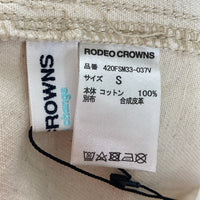 RODEO CROWNS
品番 420FSM33-037V
サイズ S
本体 コットン 100%
別布 合成皮革
CROWNS